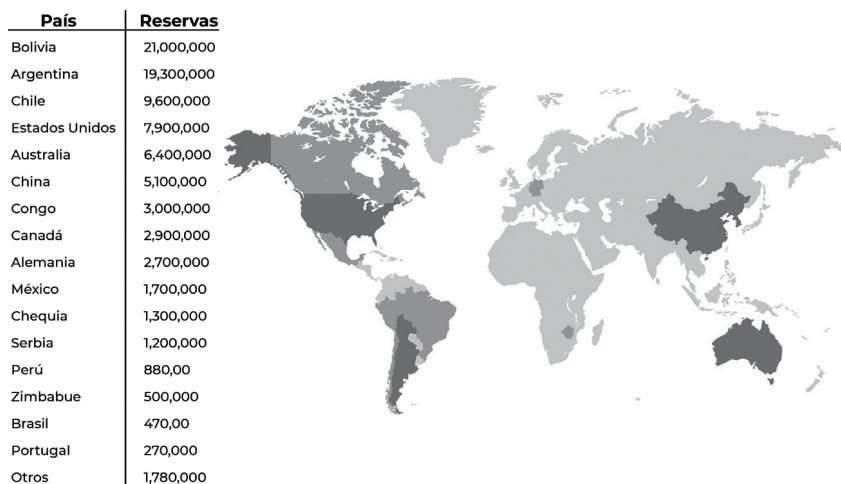 País Reservas
Bolivia 21,000,000
Argentina 19,300,000
Chile 9,600,000
Estados Unidos 7,900,000
Australia 6,400,000
China 5,100,000
Congo 3,000,000
Canadá 2,900,000
Alemania 2,700,000
México 1,700,000
Chequia 1,300,000
Serbia 1,200,000
Perú 880,00
Zimbabue 500,000
Brasil 470,00
Portugal 270,000
Otros 1,780,000